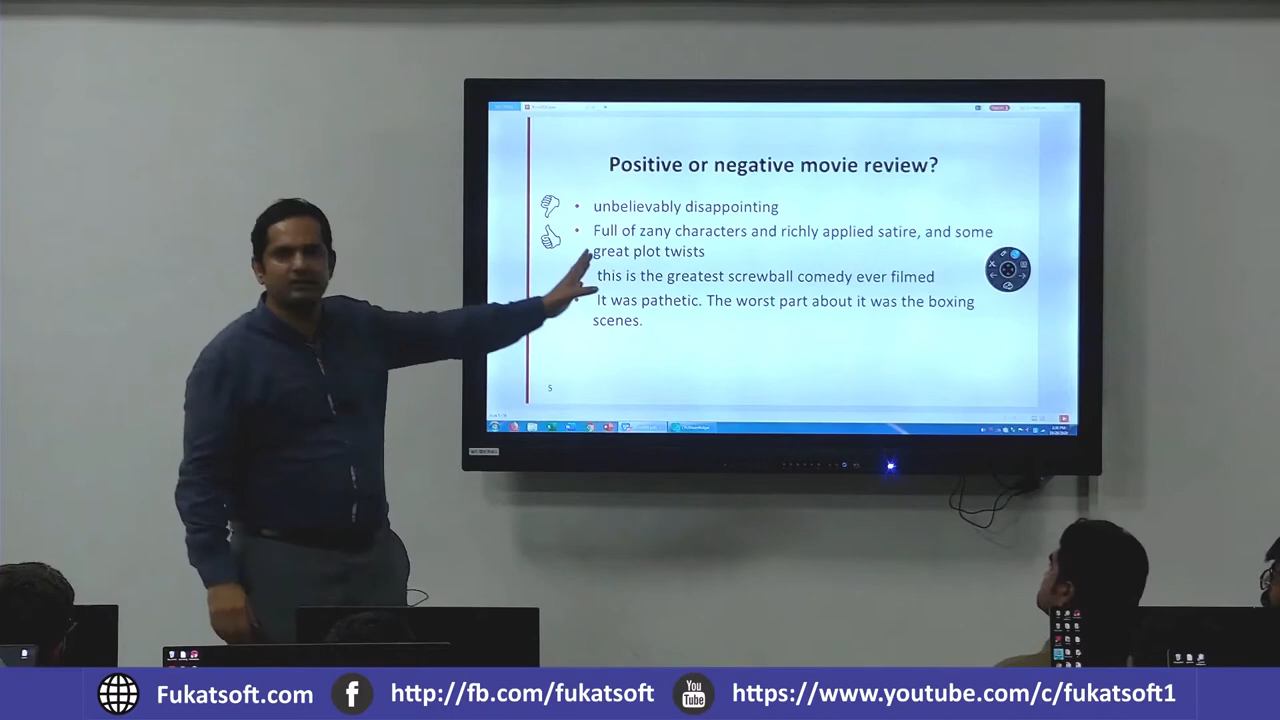 Positive or negative movie review?
• unbelievably disappointing
• Full of zany characters and richly applied satire, and some
great plot twists
this is the greatest screwball comedy ever filmed
• It was pathetic. The worst part about it was the boxing
scenes.
5
Fukatsoft.com
f
http://fb.com/fukatsoft
You
Tube
https://www.youtube.com/c/fukatsoft1